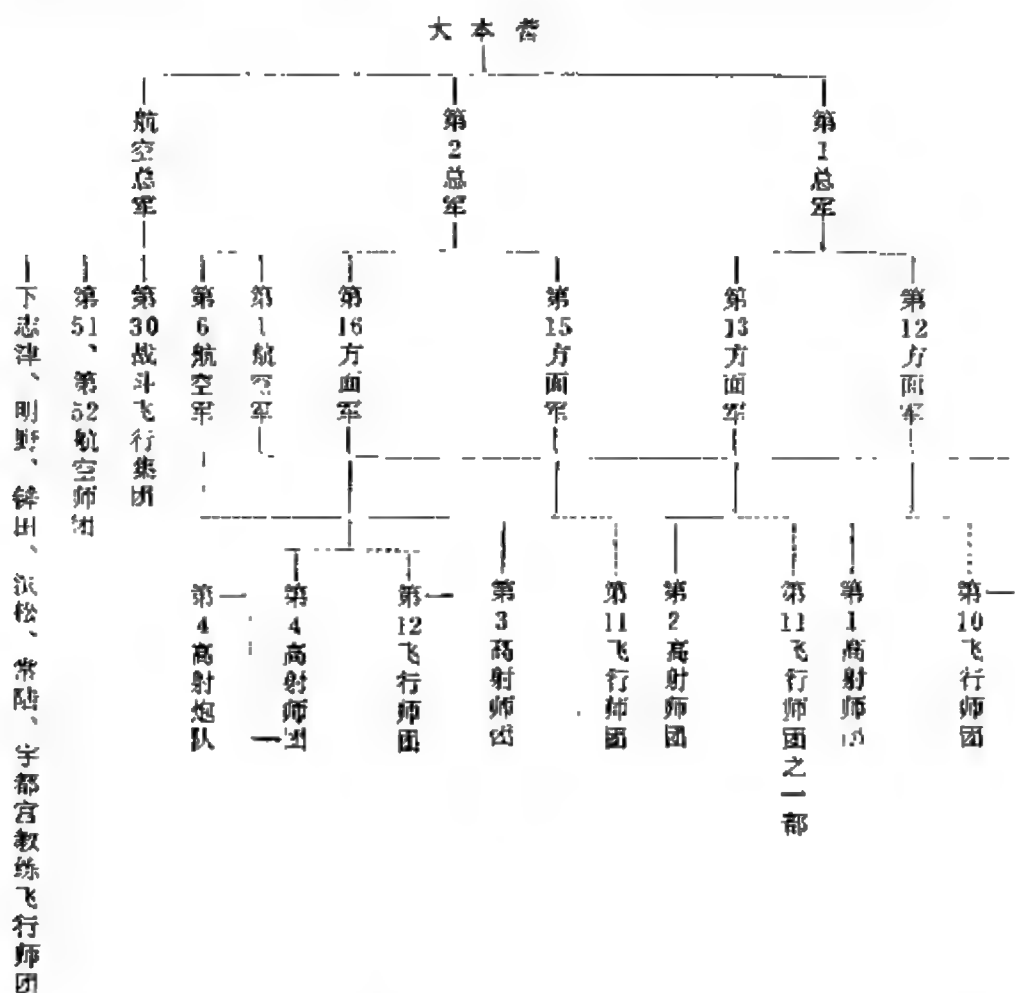 大本营
航空总军
第2总军
第1总军
下志津、明野、鉾田、浜松、常陆、宇都宫教练飞行师团
第51、第52航空师团
第30战斗飞行集团
第6航空军
第1航空军
第16方面军
第15方面军
第13方面军
第12方面军
第4高射炮队
第4高射师团
第12飞行师团
第3高射师团
第11飞行师团
第2高射师团
第11飞行师团之一部
第1高射师团
第10飞行师团